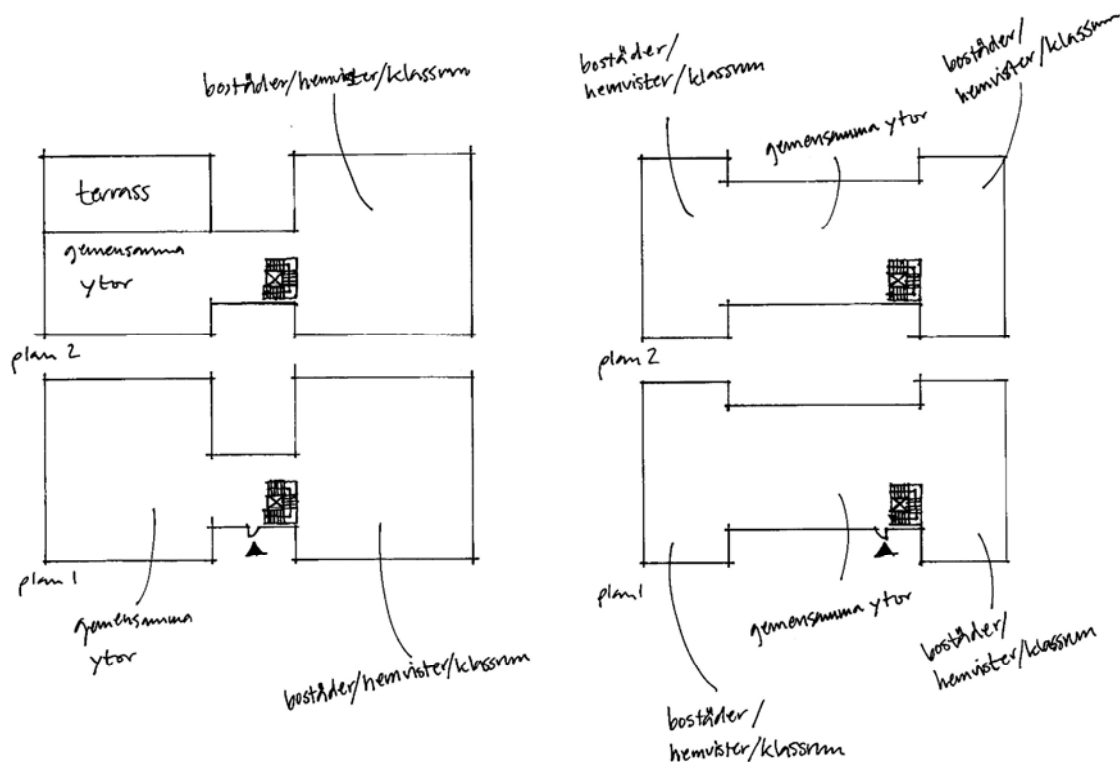 bostäder/hemvister/klassrum
terrass
gemensamma
ytor
plan 2
plan 1
gemensamma
ytor
bostäder/hemvister/klassrum
bostäder/
hemvister/klassrum
gemensamma ytor
bostäder/
hemvister/klassrum
plan 2
plan 1
gemensamma ytor
bostäder/
hemvister/klassrum
bostäder/
hemvister/klassrum